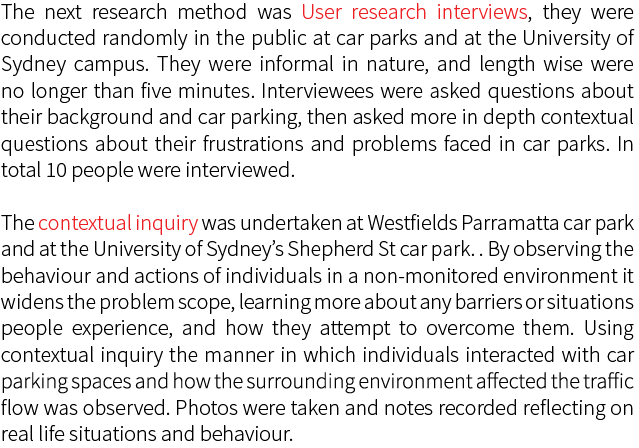 The next research method was User research interviews, they were
conducted randomly in the public at car parks and at the University of
Sydney campus. They were informal in nature, and length wise were
no longer than five minutes. Interviewees were asked questions about
their background and car parking, then asked more in depth contextual
questions about their frustrations and problems faced in car parks. In
total 10 people were interviewed.

The contextual inquiry was undertaken at Westfields Parramatta car park
and at the University of Sydney’s Shepherd St car park. . By observing the
behaviour and actions of individuals in a non-monitored environment it
widens the problem scope, learning more about any barriers or situations
people experience, and how they attempt to overcome them. Using
contextual inquiry the manner in which individuals interacted with car
parking spaces and how the surrounding environment affected the traffic
flow was observed. Photos were taken and notes recorded reflecting on
real life situations and behaviour.